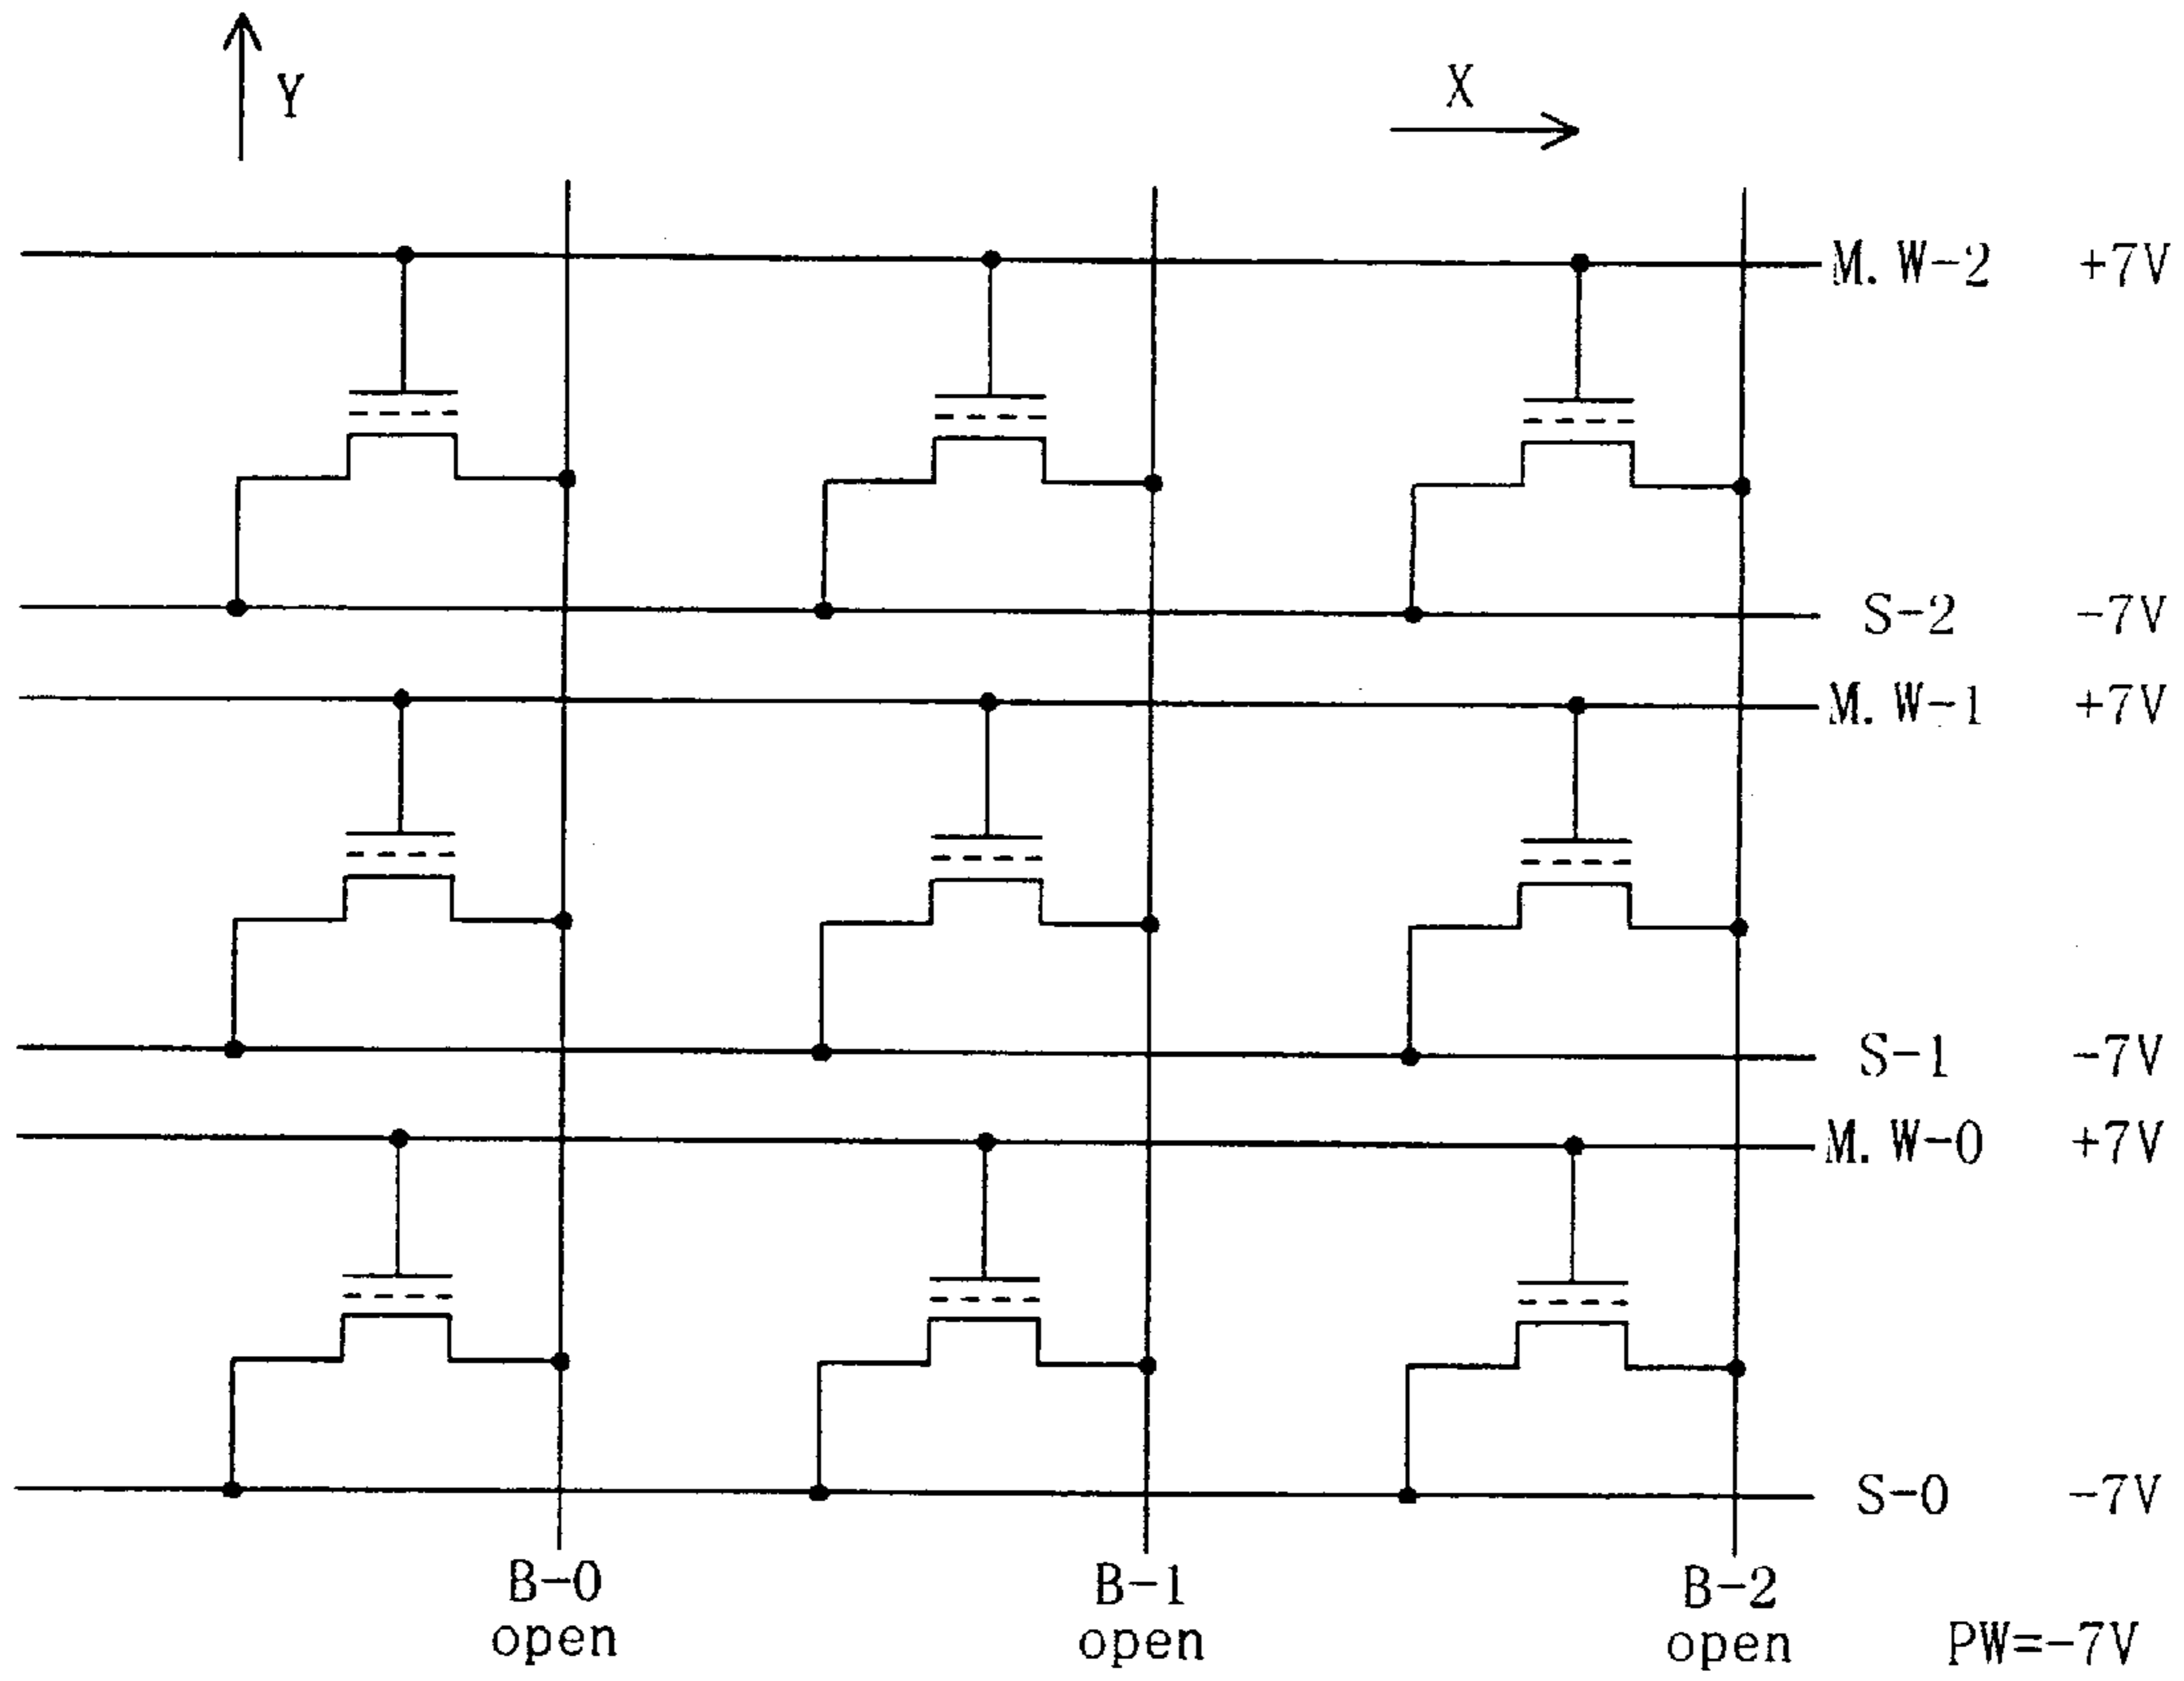 Y
X
M. W-2 +7V
S-2 -7V
M. W-1 +7V
S-1 -7V
M. W-0 +7V
S-0 -7V
B-0 B-1 B-2
open open open
PW=-7V